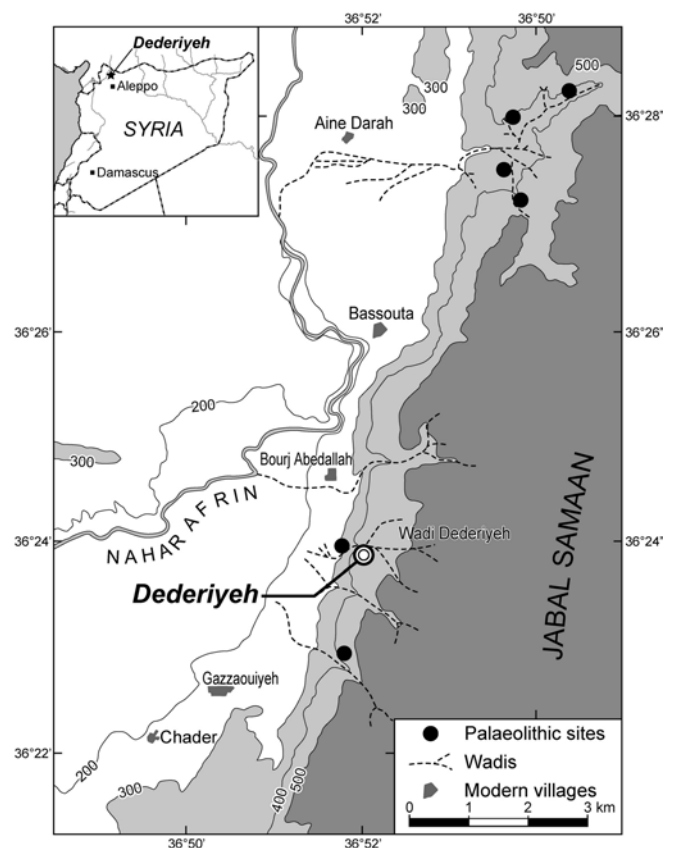 36°52'
36°50'
Dederiyeh
Aleppo
SYRIA
Damascus
500
300
300
36°28"
Aine Darah
Bassouta
36°26'
36°26'
200
300
Bourj Abedallah
NAHAR AFRIN
Wadi Dederiyeh
36°24'
36°24'
Dederiyeh
JABAL SAMAAN
Gazzaouiyeh
Chader
36°22'
36°22'
200
300
400
500
Palaeolithic sites
Wadis
Modern villages
0 1 2 3 km
36°50'
36°52'